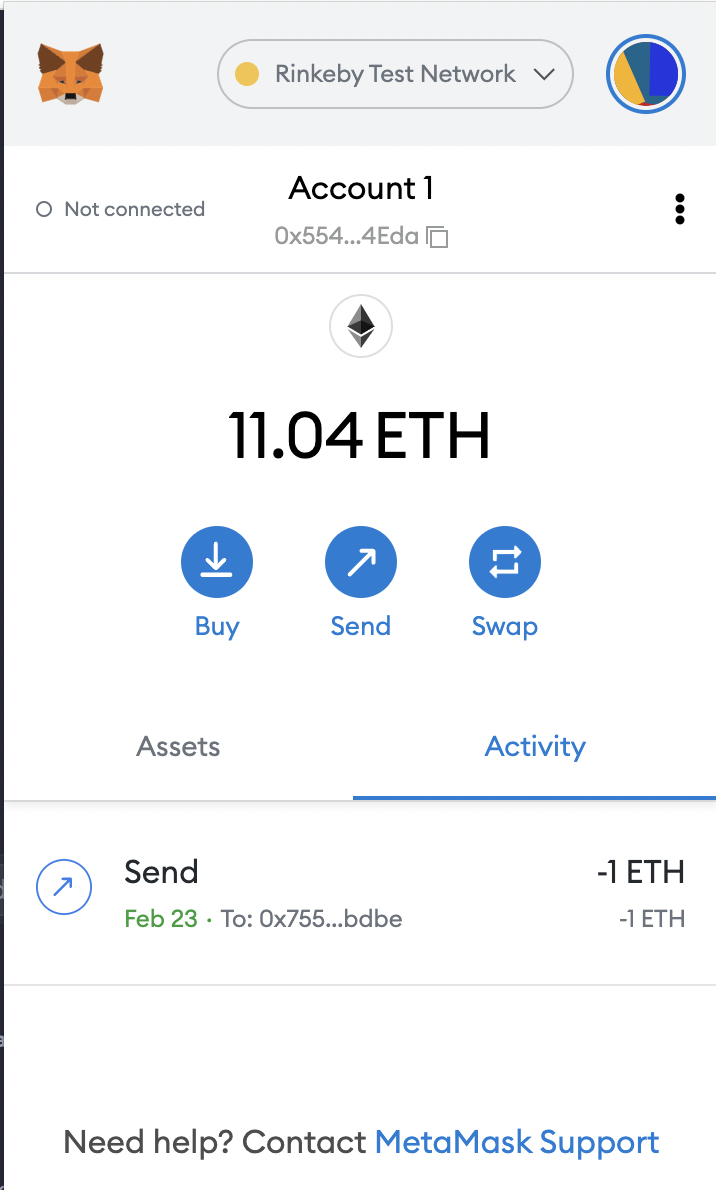 Rinkeby Test Network
Not connected
Account 1
0x554...4Eda
11.04 ETH
Buy
Send
Swap
Assets
Activity
Send
-1 ETH
Feb 23 · To: 0x755...bdbe
-1 ETH
Need help? Contact MetaMask Support